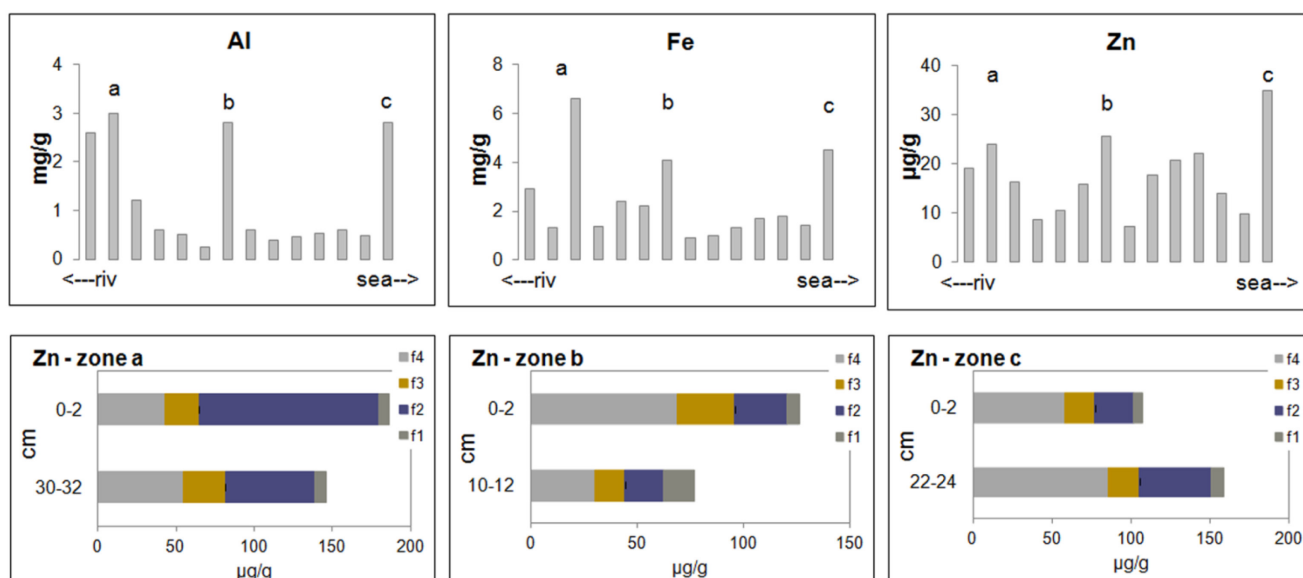 Al
4
3
2
1
0
mg/g
a
b
c
<---riv
sea-->
Fe
8
6
4
2
0
mg/g
a
b
c
<---riv
sea-->
Zn
40
30
20
10
0
µg/g
a
b
c
<---riv
sea-->
Zn - zone a
f4
f3
f2
f1
0-2
30-32
cm
0 50 100 150 200
µg/g
Zn - zone b
f4
f3
f2
f1
0-2
10-12
cm
0 50 100 150
µg/g
Zn - zone c
f4
f3
f2
f1
0-2
22-24
cm
0 50 100 150 200
µg/g